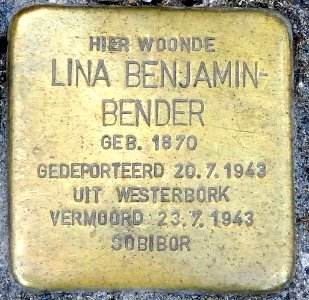 HIER WOONDE
LINA BENJAMIN-
BENDER
GEB. 1870
GEDEPORTEERD 20.7.1943
UIT WESTERBORK
VERMOORD 23.7.1943
SOBIBOR